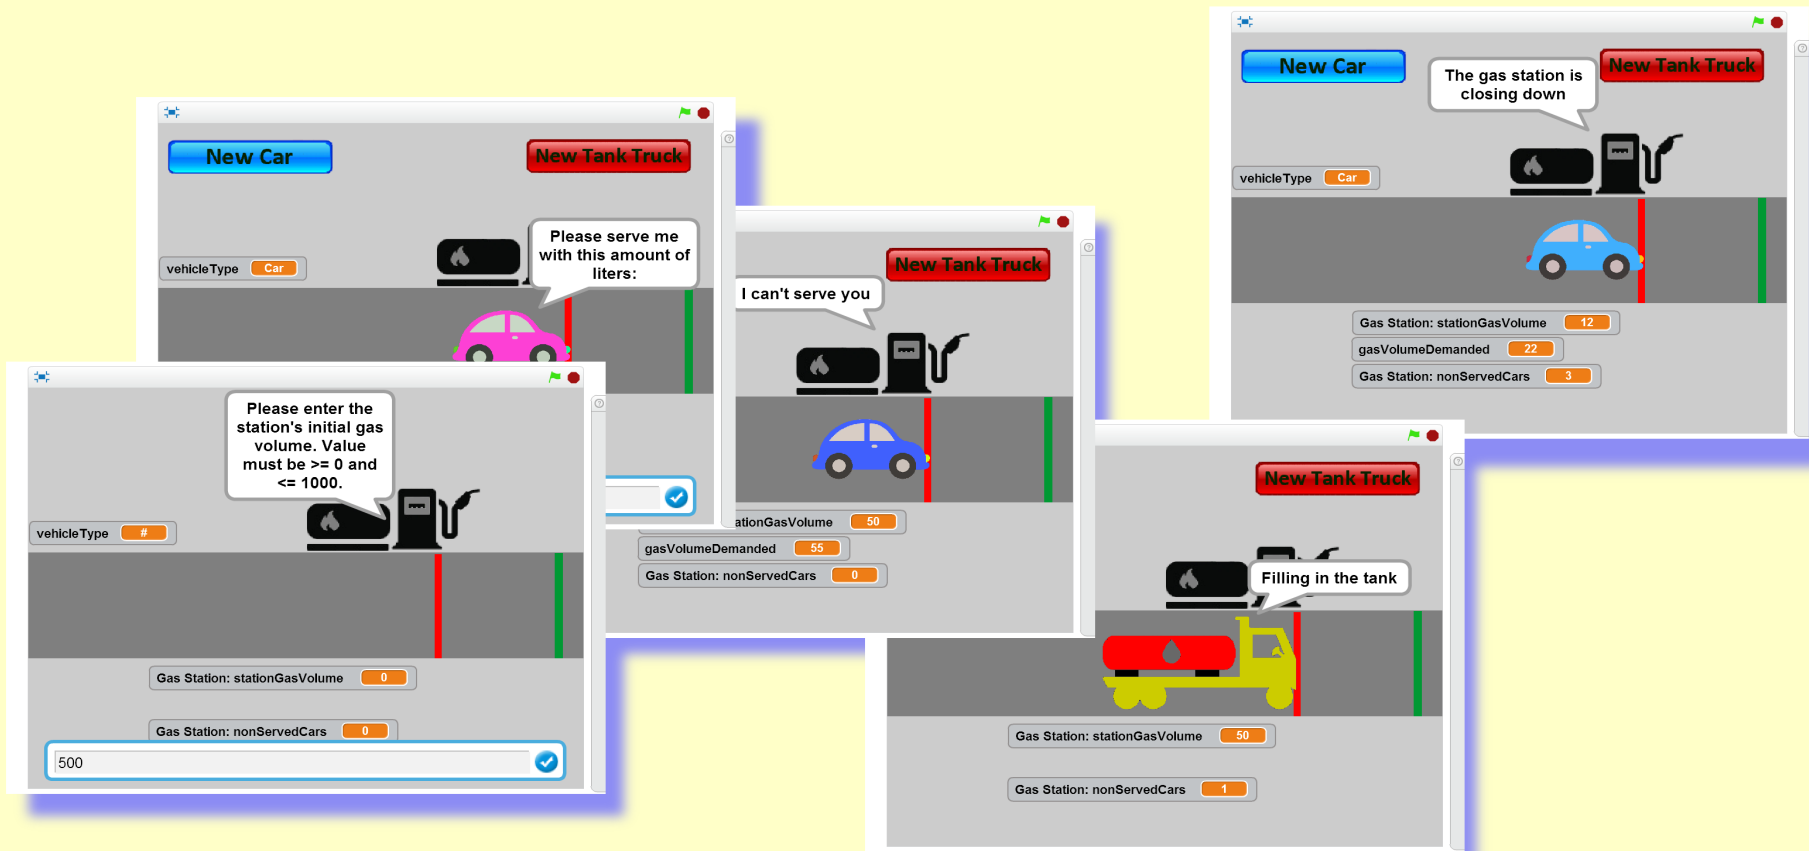 New Car
New Tank Truck
Please serve me
with this amount of
liters:
vehicleType Car
Please enter the
station's initial gas
volume. Value
must be >= 0 and
<= 1000.
vehicleType #
Gas Station: stationGasVolume 0
Gas Station: nonServedCars 0
500
New Tank Truck
I can't serve you
tationGasVolume 50
gasVolumeDemanded 55
Gas Station: nonServedCars 0
New Tank Truck
Filling in the tank
Gas Station: stationGasVolume 50
Gas Station: nonServedCars 1
New Car
The gas station is
closing down
New Tank Truck
vehicleType Car
Gas Station: stationGasVolume 12
gasVolumeDemanded 22
Gas Station: nonServedCars 3